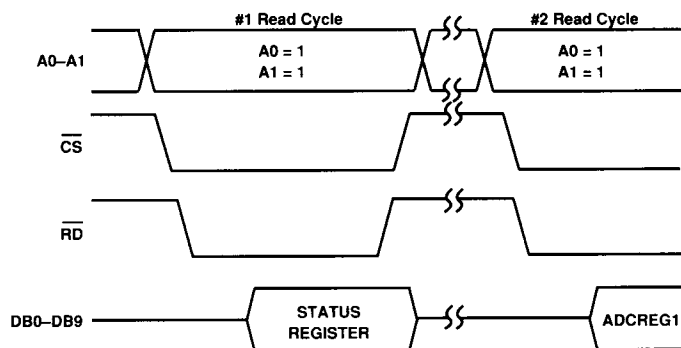 #1 Read Cycle
#2 Read Cycle
A0–A1
A0 = 1
A1 = 1
A0 = 1
A1 = 1
CS
RD
DB0–DB9
STATUS
REGISTER
ADCREG1